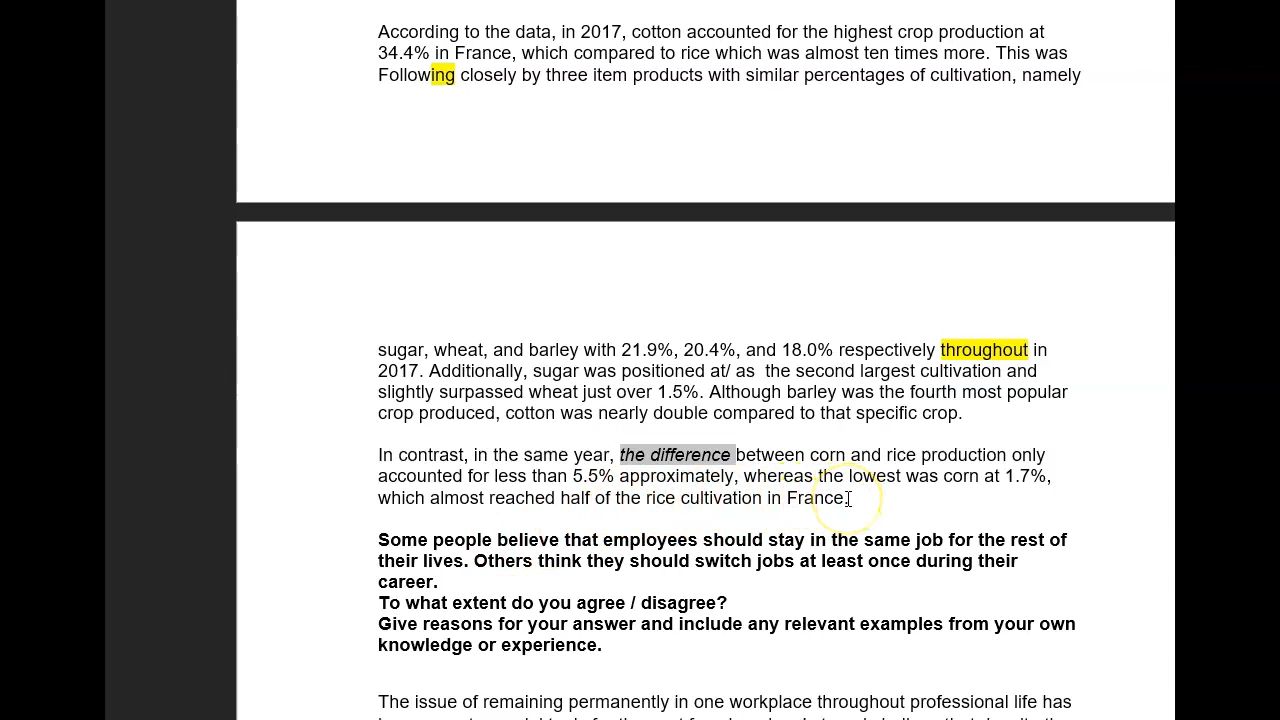 According to the data, in 2017, cotton accounted for the highest crop production at
34.4% in France, which compared to rice which was almost ten times more. This was
Following closely by three item products with similar percentages of cultivation, namely
sugar, wheat, and barley with 21.9%, 20.4%, and 18.0% respectively throughout in
2017. Additionally, sugar was positioned at/ as  the second largest cultivation and
slightly surpassed wheat just over 1.5%. Although barley was the fourth most popular
crop produced, cotton was nearly double compared to that specific crop.
In contrast, in the same year, the difference between corn and rice production only
accounted for less than 5.5% approximately, whereas the lowest was corn at 1.7%,
which almost reached half of the rice cultivation in France.
Some people believe that employees should stay in the same job for the rest of
their lives. Others think they should switch jobs at least once during their
career.
To what extent do you agree / disagree?
Give reasons for your answer and include any relevant examples from your own
knowledge or experience.
The issue of remaining permanently in one workplace throughout professional life has